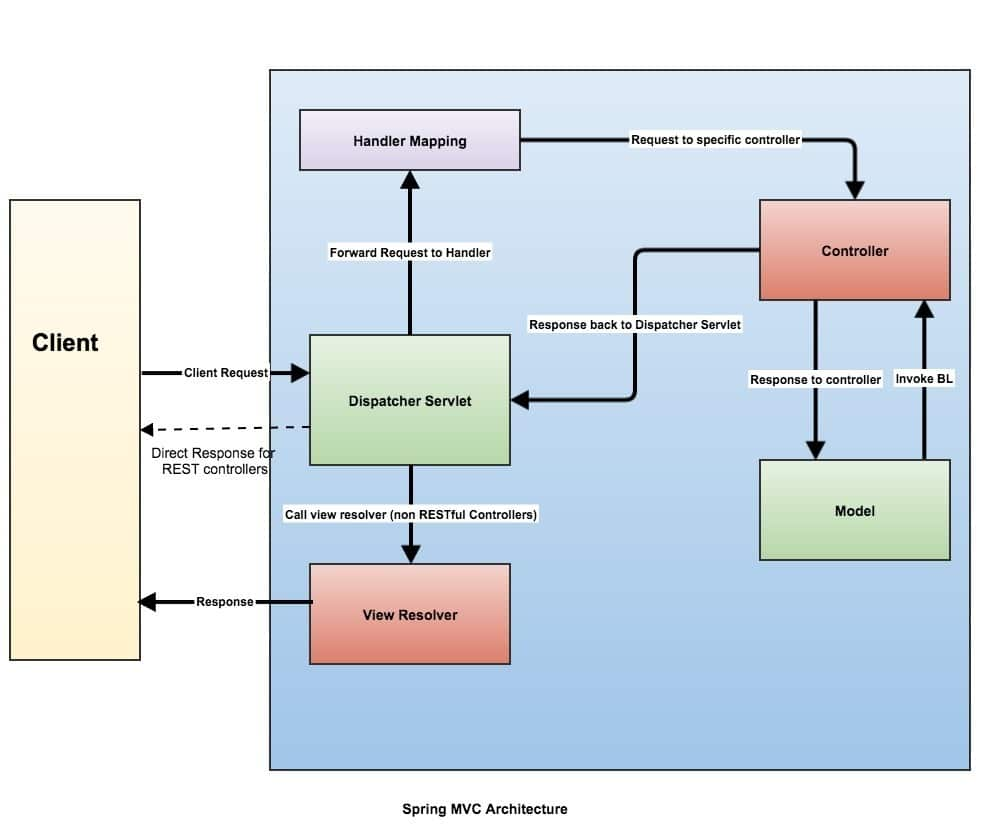 Handler Mapping
Request to specific controller
Forward Request to Handler
Controller
Client
Response back to Dispatcher Servlet
Client Request
Dispatcher Servlet
Response to controller
Invoke BL
Direct Response for
REST controllers
Call view resolver (non RESTful Controllers)
Model
Response
View Resolver
Spring MVC Architecture